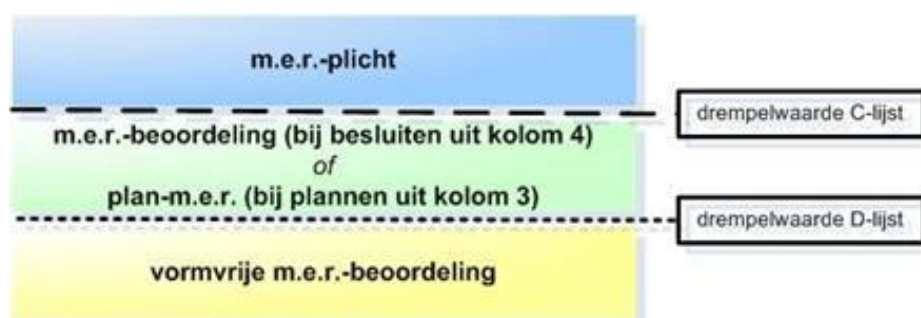 m.e.r.-plicht
drempelwaarde C-lijst
m.e.r.-beoordeling (bij besluiten uit kolom 4)
of
plan-m.e.r. (bij plannen uit kolom 3)
drempelwaarde D-lijst
vormvrije m.e.r.-beoordeling